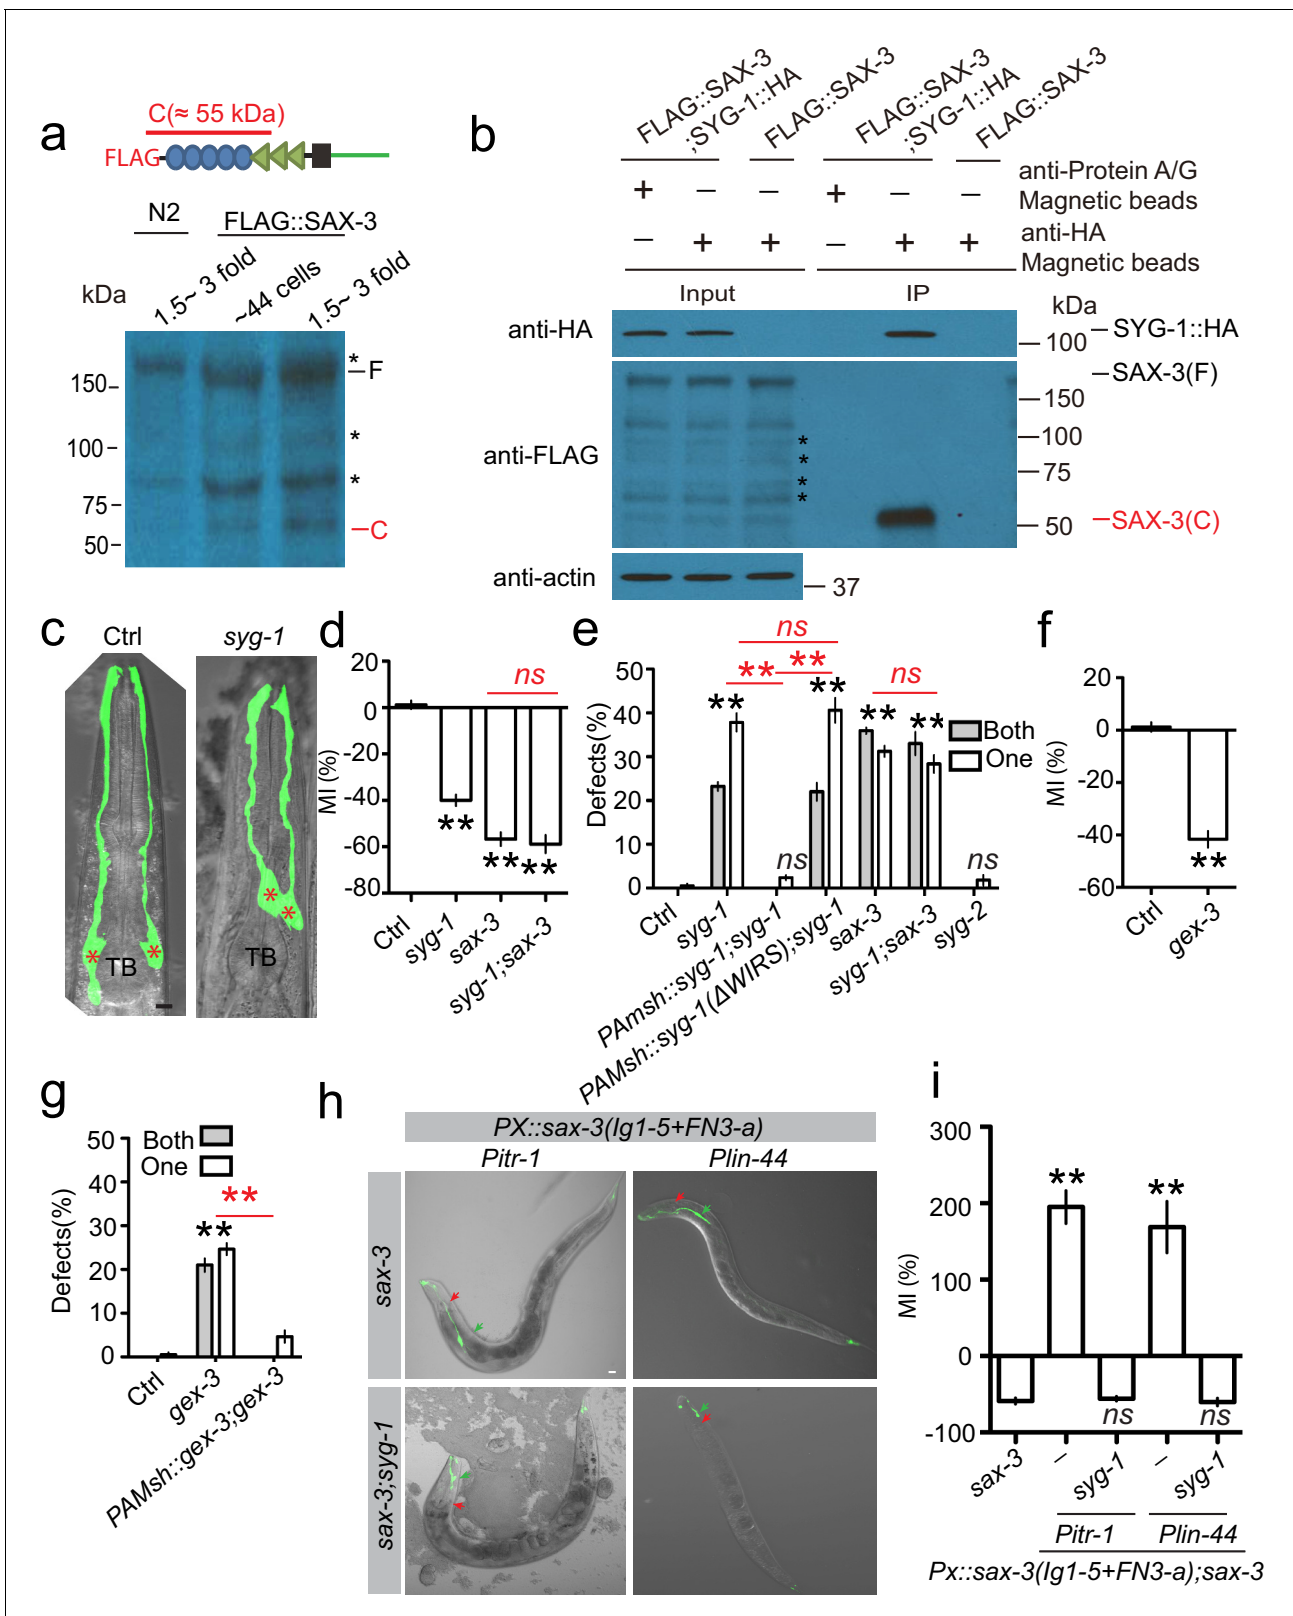 a
C(≈ 55 kDa)
FLAG
N2
FLAG::SAX-3
1.5~ 3 fold
~44 cells
1.5~ 3 fold
kDa
150
100
75
50
*
F
*
*
C
b
FLAG::SAX-3
;SYG-1::HA
FLAG::SAX-3
FLAG::SAX-3
;SYG-1::HA
FLAG::SAX-3
+ – – + – –
anti-Protein A/G
Magnetic beads
– + + – + +
anti-HA
Magnetic beads
Input
IP
kDa
anti-HA
100
SYG-1::HA
SAX-3(F)
150
100
75
50
anti-FLAG
*
*
*
*
SAX-3(C)
anti-actin
37
c
Ctrl
syg-1
* *
TB
* *
TB
d
20
0
-20
-40
-60
-80
MI (%)
ns
**
**
**
Ctrl
syg-1
sax-3
syg-1;sax-3
e
50
40
30
20
10
0
Defects(%)
ns
** **
ns
** ** ** **
ns
ns
Both
One
Ctrl
syg-1
PAmsh::syg-1;syg-1
PAMsh::syg-1(ΔWIRS);syg-1
sax-3
syg-1;sax-3
syg-2
f
20
0
-20
-40
-60
MI (%)
**
Ctrl
gex-3
g
50
40
30
20
10
0
Defects(%)
Both
One
**
**
Ctrl
gex-3
PAMsh::gex-3;gex-3
h
PX::sax-3(Ig1-5+FN3-a)
Pitr-1
Plin-44
sax-3
sax-3;syg-1
i
300
200
100
0
-100
MI (%)
**
**
ns
ns
sax-3
–
syg-1
–
syg-1
Pitr-1
Plin-44
Px::sax-3(Ig1-5+FN3-a);sax-3